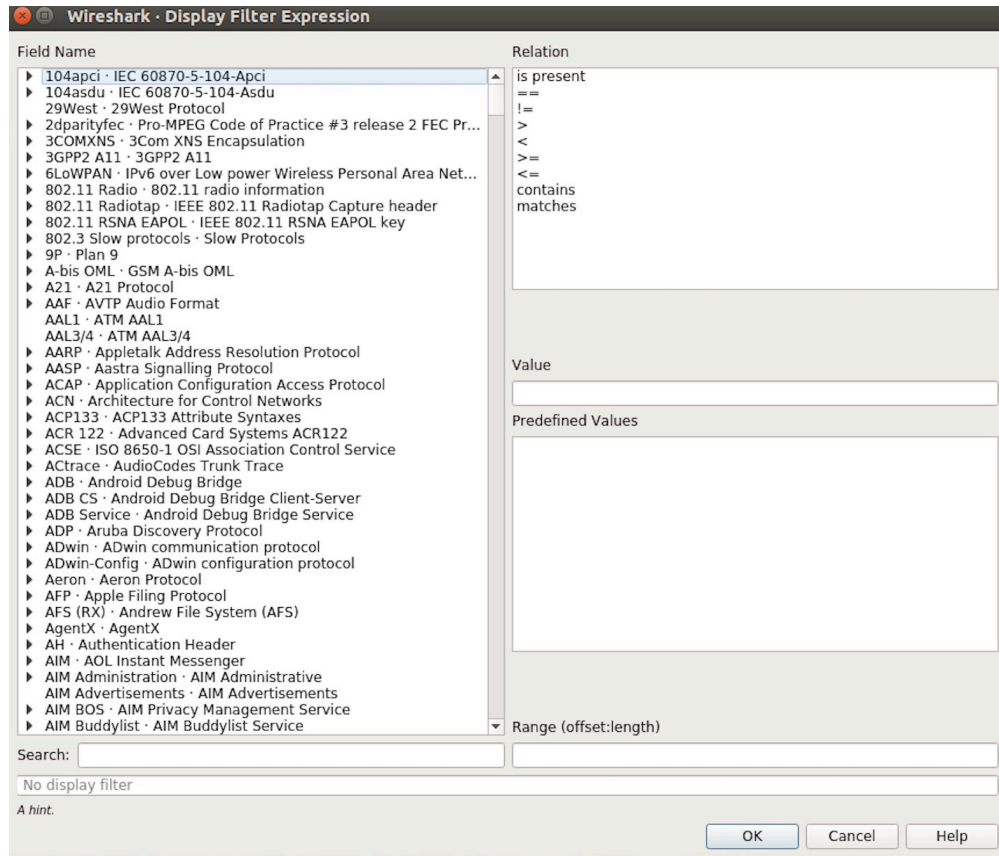 Wireshark · Display Filter Expression
Field Name
104apci · IEC 60870-5-104-Apci
104asdu · IEC 60870-5-104-Asdu
29West · 29West Protocol
2dparityfec · Pro-MPEG Code of Practice #3 release 2 FEC Pr...
3COMXNS · 3Com XNS Encapsulation
3GPP2 A11 · 3GPP2 A11
6LoWPAN · IPv6 over Low power Wireless Personal Area Net...
802.11 Radio · 802.11 radio information
802.11 Radiotap · IEEE 802.11 Radiotap Capture header
802.11 RSNA EAPOL · IEEE 802.11 RSNA EAPOL key
802.3 Slow protocols · Slow Protocols
9P · Plan 9
A-bis OML · GSM A-bis OML
A21 · A21 Protocol
AAF · AVTP Audio Format
AAL1 · ATM AAL1
AAL3/4 · ATM AAL3/4
AARP · Appletalk Address Resolution Protocol
AASP · Aastra Signalling Protocol
ACAP · Application Configuration Access Protocol
ACN · Architecture for Control Networks
ACP133 · ACP133 Attribute Syntaxes
ACR 122 · Advanced Card Systems ACR122
ACSE · ISO 8650-1 OSI Association Control Service
ACtrace · AudioCodes Trunk Trace
ADB · Android Debug Bridge
ADB CS · Android Debug Bridge Client-Server
ADB Service · Android Debug Bridge Service
ADP · Aruba Discovery Protocol
ADwin · ADwin communication protocol
ADwin-Config · ADwin configuration protocol
Aeron · Aeron Protocol
AFP · Apple Filing Protocol
AFS (RX) · Andrew File System (AFS)
AgentX · AgentX
AH · Authentication Header
AIM · AOL Instant Messenger
AIM Administration · AIM Administrative
AIM Advertisements · AIM Advertisements
AIM BOS · AIM Privacy Management Service
AIM Buddylist · AIM Buddylist Service
Search:
Relation
is present
==
!=
>
<
>=
<=
contains
matches
Value
Predefined Values
Range (offset:length)
No display filter
A hint.
OK
Cancel
Help